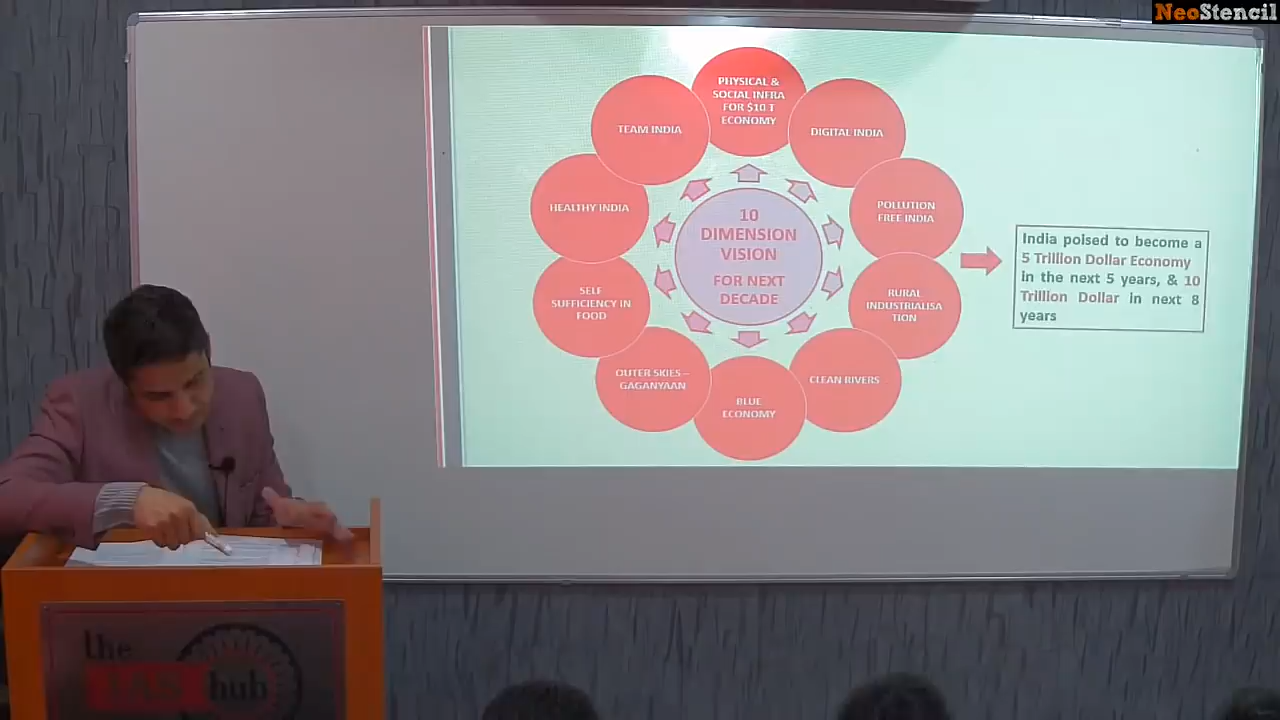 NeoStencil
PHYSICAL &
SOCIAL INFRA
FOR $10 T
ECONOMY
DIGITAL INDIA
POLLUTION
FREE INDIA
RURAL
INDUSTRIALISA
TION
CLEAN RIVERS
BLUE
ECONOMY
OUTER SKIES –
GAGANYAAN
SELF
SUFFICIENCY IN
FOOD
HEALTHY INDIA
TEAM INDIA
10
DIMENSION
VISION
FOR NEXT
DECADE
India poised to become a
5 Trillion Dollar Economy
in the next 5 years, & 10
Trillion Dollar in next 8
years
the
IAS hub